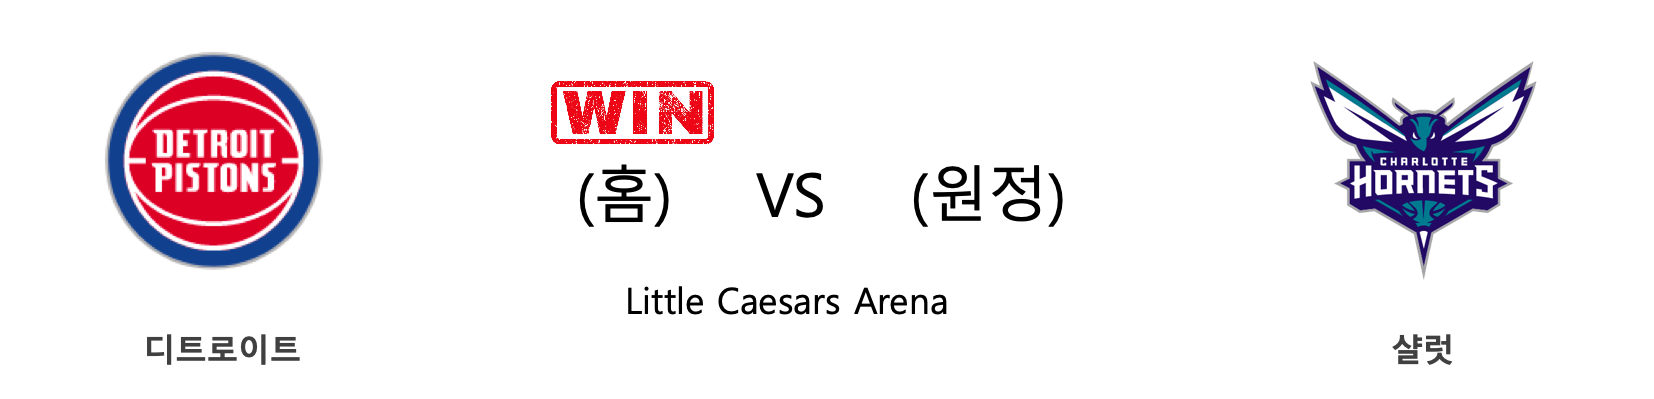 DETROIT
PISTONS
WIN
(홈) VS (원정)
CHARLOTTE
HORNETS
Little Caesars Arena
디트로이트
샬럿